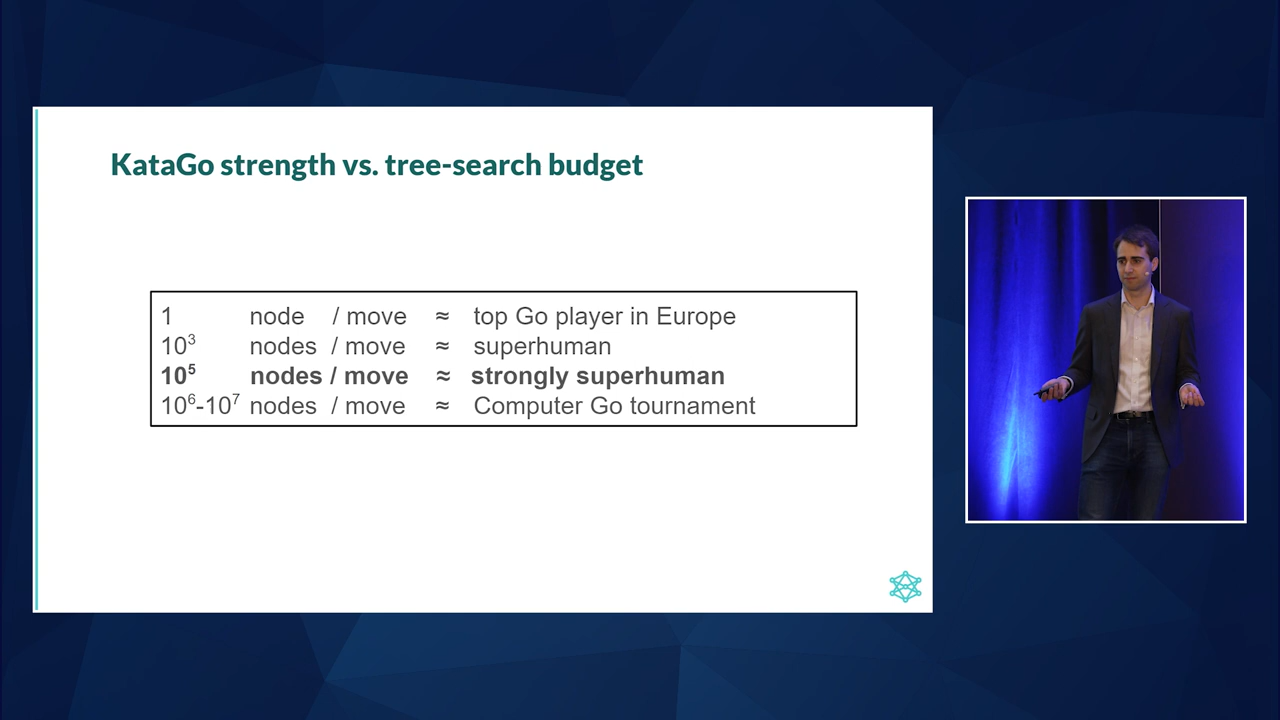 KataGo strength vs. tree-search budget
1 node / move ≈ top Go player in Europe
10³ nodes / move ≈ superhuman
10⁵ nodes / move ≈ strongly superhuman
10⁶-10⁷ nodes / move ≈ Computer Go tournament